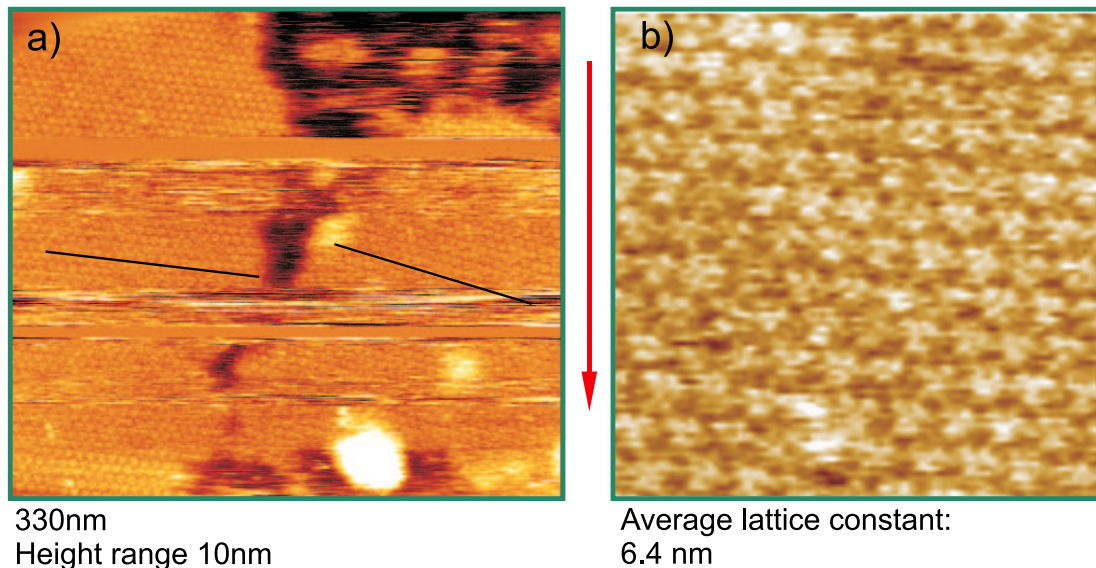 a)
b)
330nm
Height range 10nm
Average lattice constant:
6.4 nm